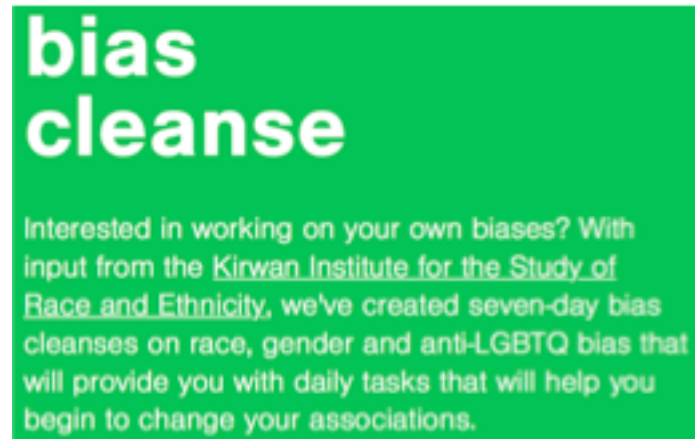 bias
cleanse
Interested in working on your own biases? With
input from the Kirwan Institute for the Study of
Race and Ethnicity, we've created seven-day bias
cleanses on race, gender and anti-LGBTQ bias that
will provide you with daily tasks that will help you
begin to change your associations.